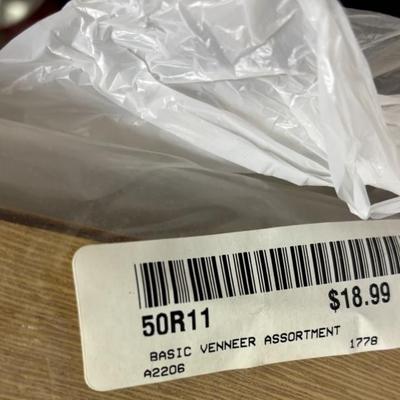 50R11 $18.99
BASIC VENNEER ASSORTMENT
A2206 1778